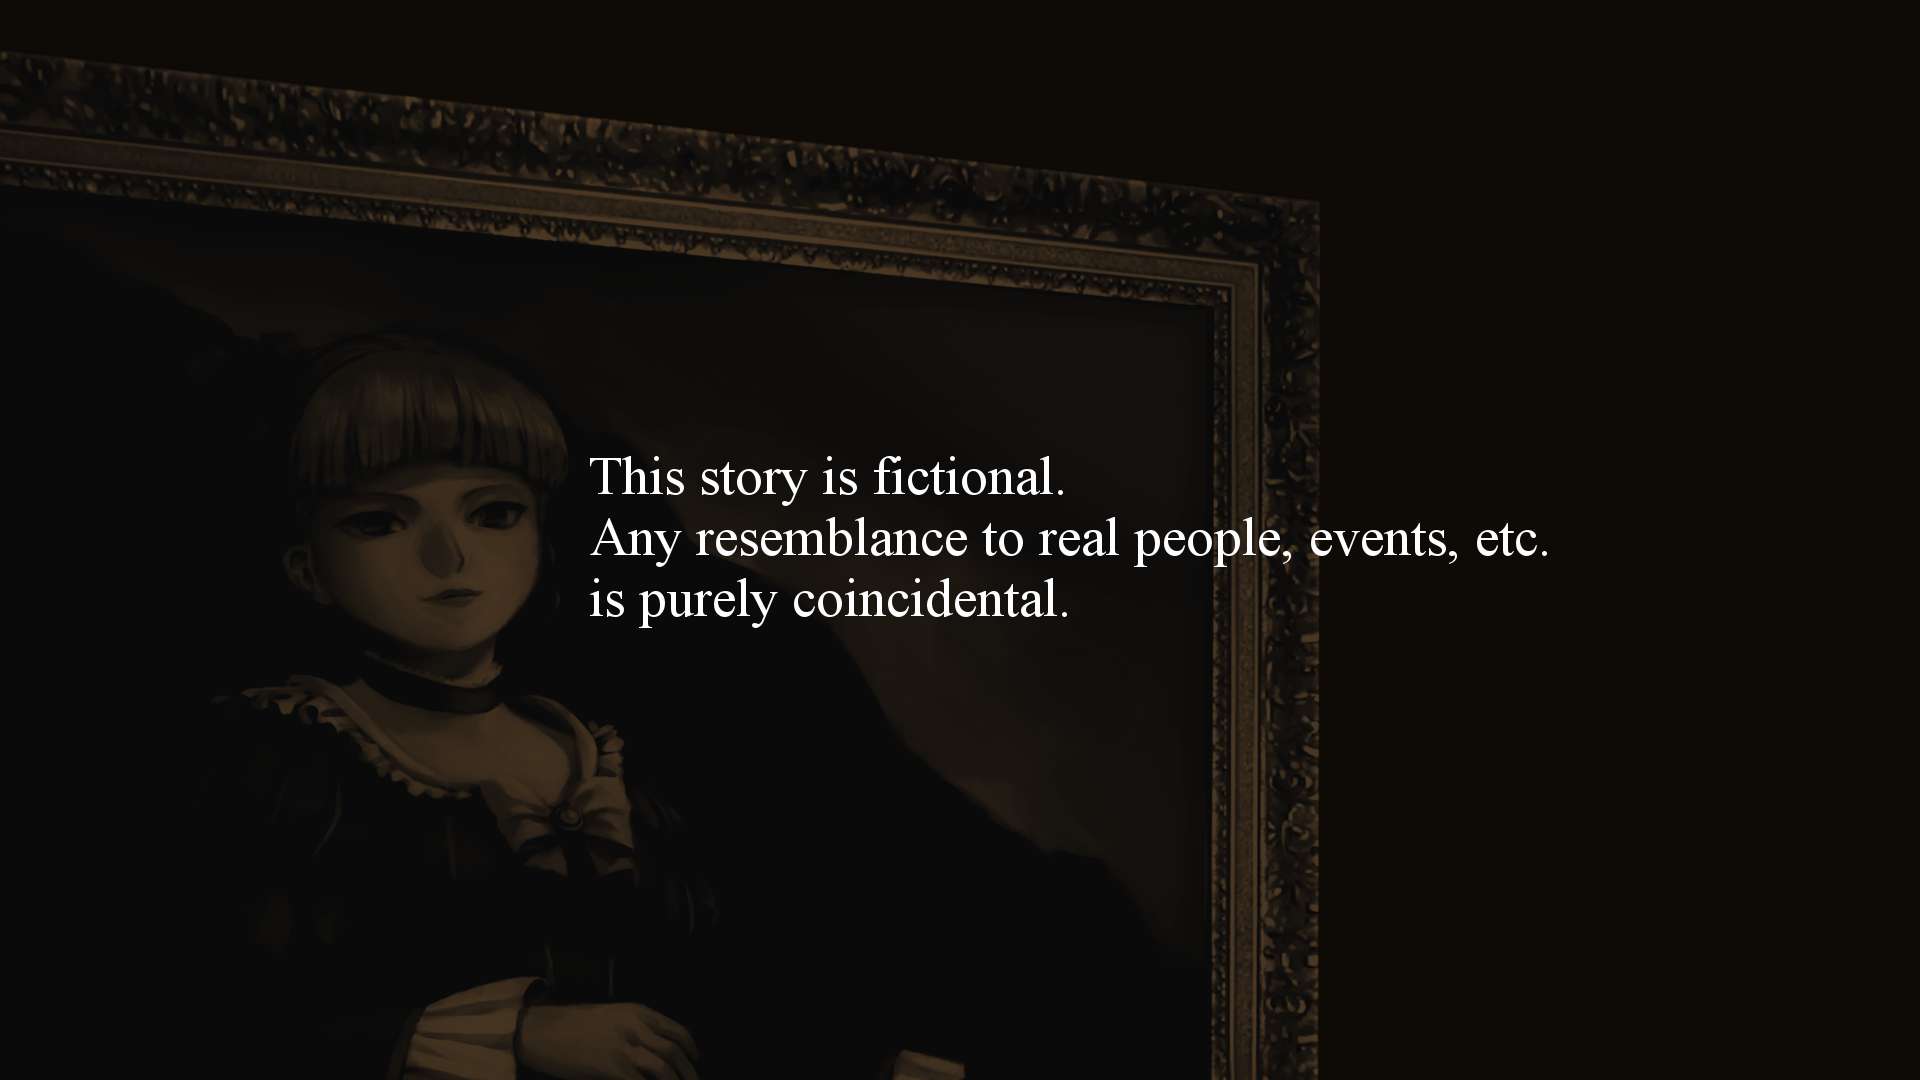 This story is fictional.
Any resemblance to real people, events, etc.
is purely coincidental.